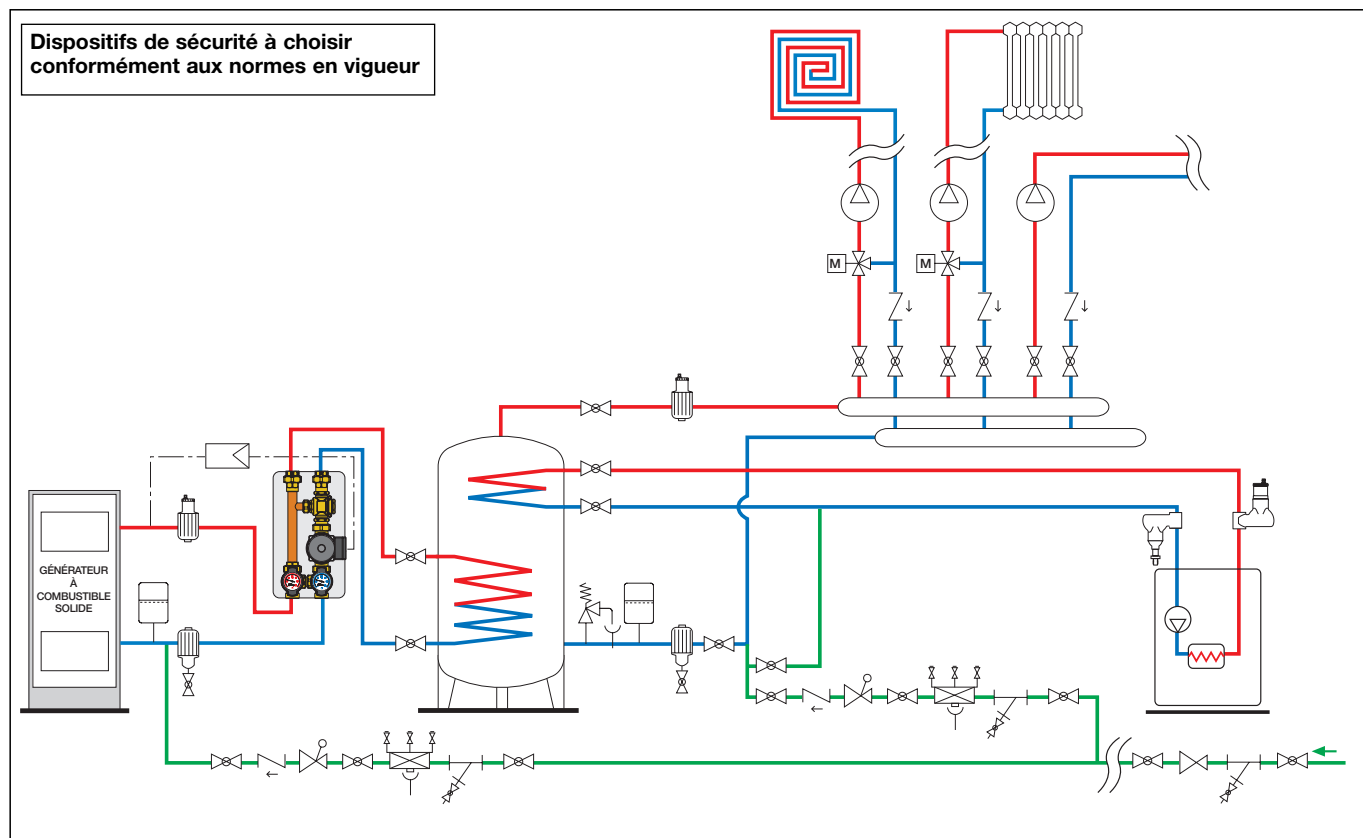 Dispositifs de sécurité à choisir
conformément aux normes en vigueur
M
M
GÉNÉRATEUR
À
COMBUSTIBLE
SOLIDE